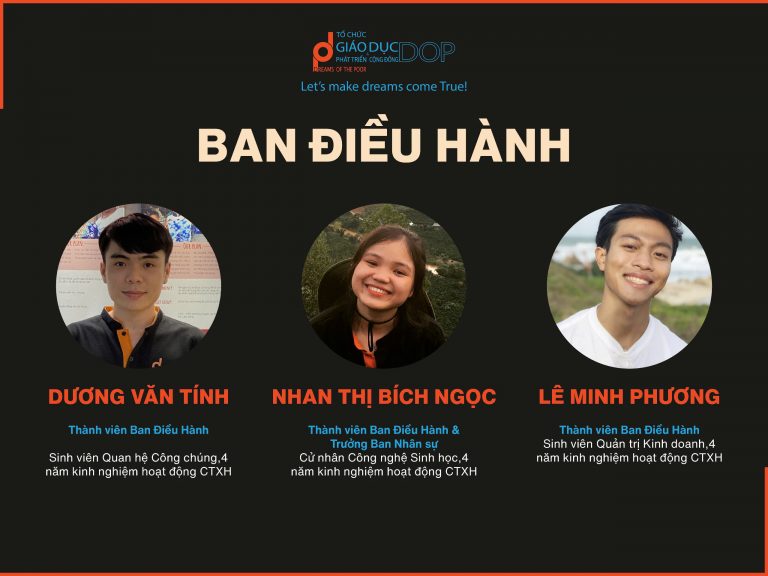 TỔ CHỨC
GIÁO DỤC
PHÁT TRIỂN CỘNG ĐỒNG
DOP
DREAMS OF THE POOR
Let's make dreams come True!
BAN ĐIỀU HÀNH
DƯƠNG VĂN TÍNH
Thành viên Ban Điều Hành
Sinh viên Quan hệ Công chúng,4
năm kinh nghiệm hoạt động CTXH
NHAN THỊ BÍCH NGỌC
Thành viên Ban Điều Hành &
Trưởng Ban Nhân sự
Cử nhân Công nghệ Sinh học,4
năm kinh nghiệm hoạt động CTXH
LÊ MINH PHƯƠNG
Thành viên Ban Điều Hành
Sinh viên Quản trị Kinh doanh,4
năm kinh nghiệm hoạt động CTXH